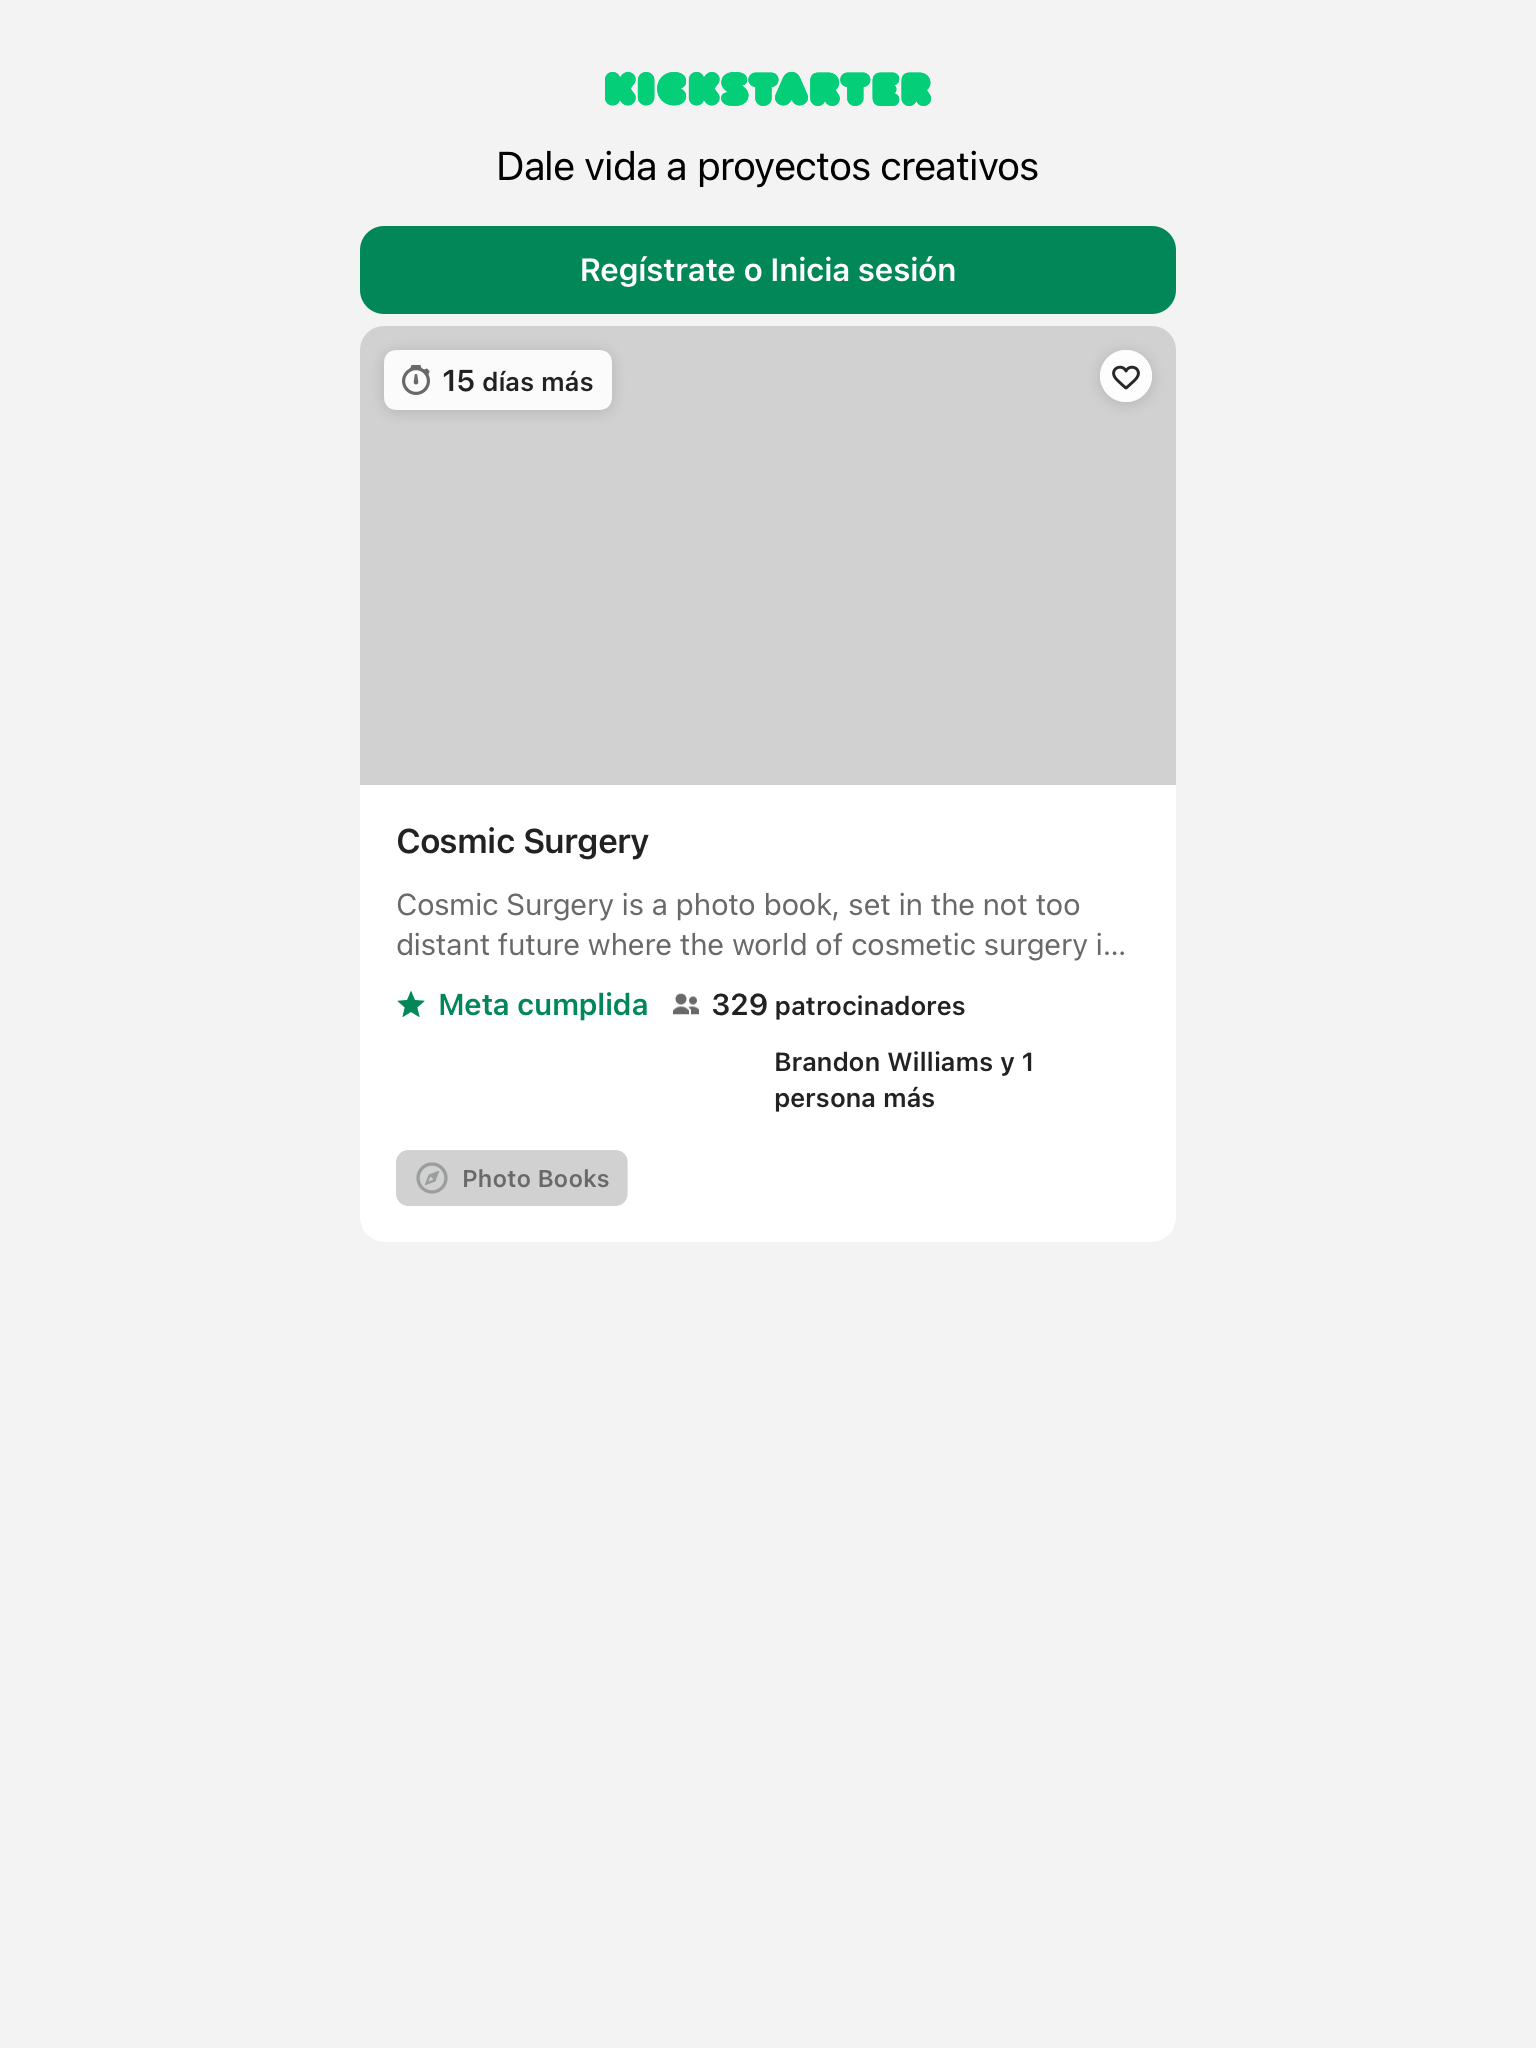 KICKSTARTER
Dale vida a proyectos creativos
Regístrate o Inicia sesión
15 días más
Cosmic Surgery
Cosmic Surgery is a photo book, set in the not too
distant future where the world of cosmetic surgery i...
Meta cumplida
329 patrocinadores
Brandon Williams y 1
persona más
Photo Books